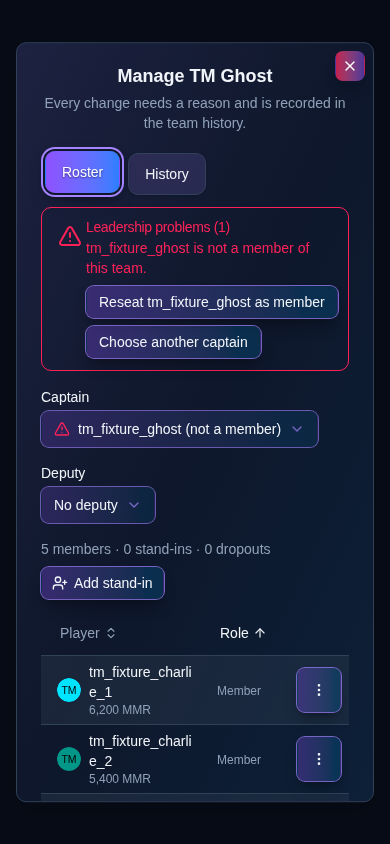 Manage TM Ghost
Every change needs a reason and is recorded in
the team history.
Roster
History
Leadership problems (1)
tm_fixture_ghost is not a member of
this team.
Reseat tm_fixture_ghost as member
Choose another captain
Captain
tm_fixture_ghost (not a member)
Deputy
No deputy
5 members · 0 stand-ins · 0 dropouts
Add stand-in
Player
Role
TM
tm_fixture_charli
e_1
6,200 MMR
Member
TM
tm_fixture_charli
e_2
5,400 MMR
Member